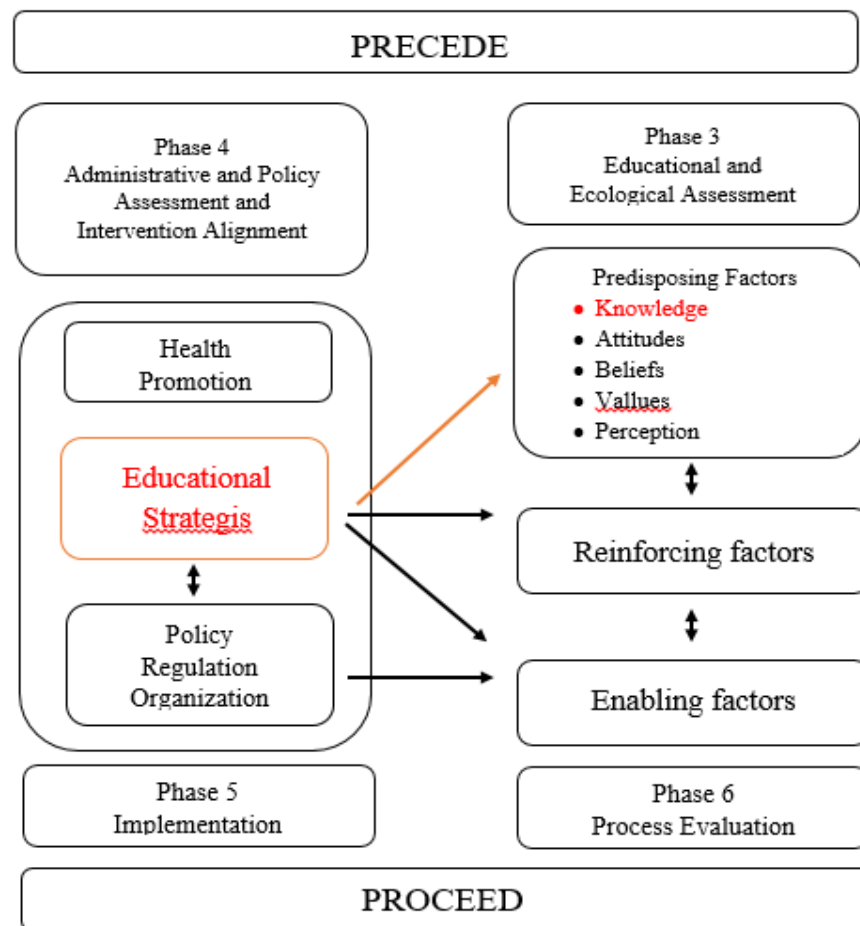 PRECEDE
Phase 4
Administrative and Policy
Assessment and
Intervention Alignment
Phase 3
Educational and
Ecological Assessment
Health
Promotion
Educational
Strategis
Policy
Regulation
Organization
Predisposing Factors
• Knowledge
• Attitudes
• Beliefs
• Vallues
• Perception
Reinforcing factors
Enabling factors
Phase 5
Implementation
Phase 6
Process Evaluation
PROCEED